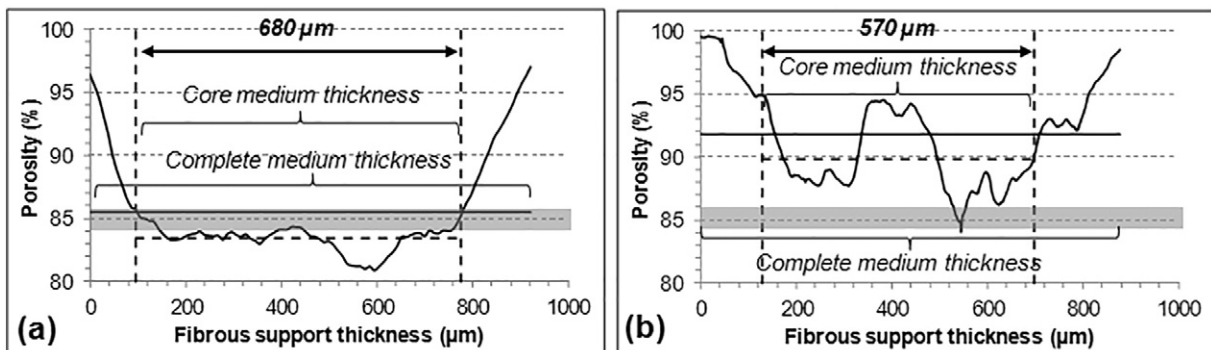 680 µm
Core medium thickness
Complete medium thickness
Porosity (%)
100
95
90
85
80
0
200
400
600
800
1000
Fibrous support thickness (µm)
(a)
570 µm
Core medium thickness
Complete medium thickness
Porosity (%)
100
95
90
85
80
0
200
400
600
800
1000
Fibrous support thickness (µm)
(b)